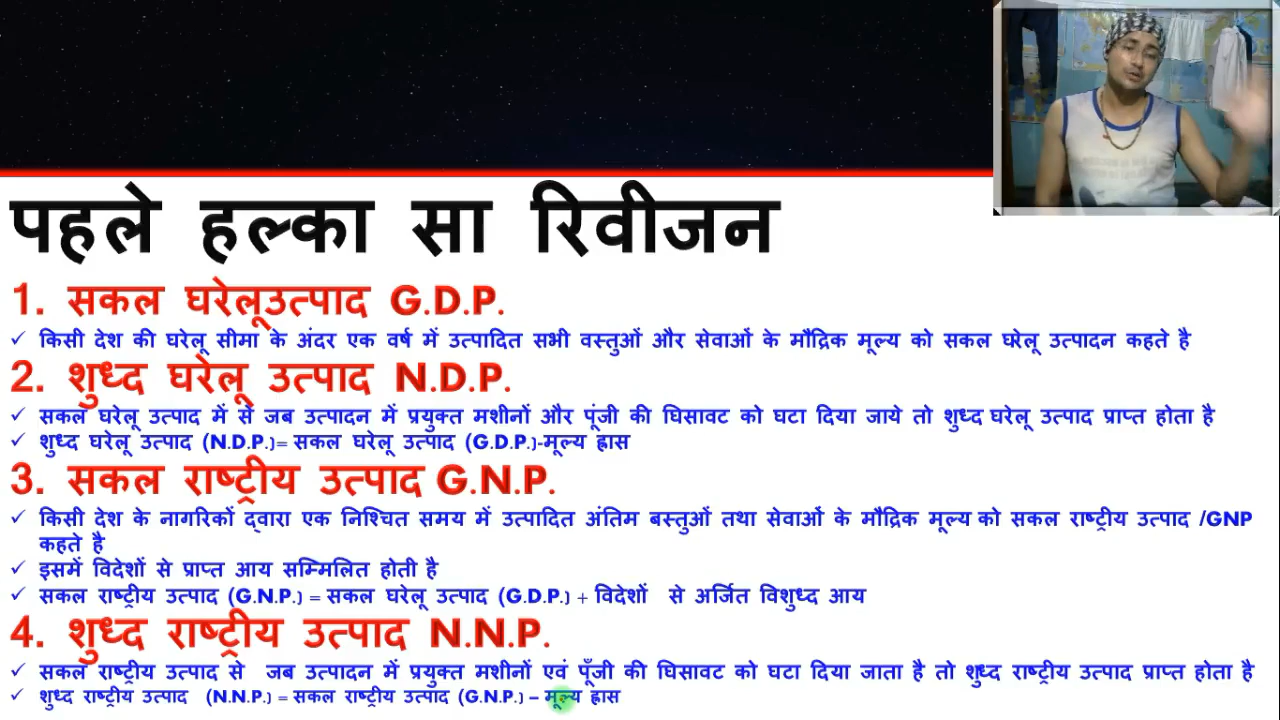 पहले हल्का सा रिवीजन
1. सकल घरेलूउत्पाद G.D.P.
✓ किसी देश की घरेलू सीमा के अंदर एक वर्ष में उत्पादित सभी वस्तुओं और सेवाओं के मौद्रिक मूल्य को सकल घरेलू उत्पादन कहते है
2. शुध्द घरेलू उत्पाद N.D.P.
✓ सकल घरेलू उत्पाद में से जब उत्पादन में प्रयुक्त मशीनों और पूंजी की घिसावट को घटा दिया जाये तो शुध्द घरेलू उत्पाद प्राप्त होता है
✓ शुध्द घरेलू उत्पाद (N.D.P.)= सकल घरेलू उत्पाद (G.D.P.)-मूल्य ह्रास
3. सकल राष्ट्रीय उत्पाद G.N.P.
✓ किसी देश के नागरिकों द्वारा एक निश्चित समय में उत्पादित अंतिम बस्तुओं तथा सेवाओं के मौद्रिक मूल्य को सकल राष्ट्रीय उत्पाद /GNP
कहते है
✓ इसमें विदेशों से प्राप्त आय सम्मिलित होती है
✓ सकल राष्ट्रीय उत्पाद (G.N.P.) = सकल घरेलू उत्पाद (G.D.P.) + विदेशों से अर्जित विशुध्द आय
4. शुध्द राष्ट्रीय उत्पाद N.N.P.
✓ सकल राष्ट्रीय उत्पाद से जब उत्पादन में प्रयुक्त मशीनों एवं पूँजी की घिसावट को घटा दिया जाता है तो शुध्द राष्ट्रीय उत्पाद प्राप्त होता है
✓ शुध्द राष्ट्रीय उत्पाद (N.N.P.) = सकल राष्ट्रीय उत्पाद (G.N.P.) – मूल्य ह्रास